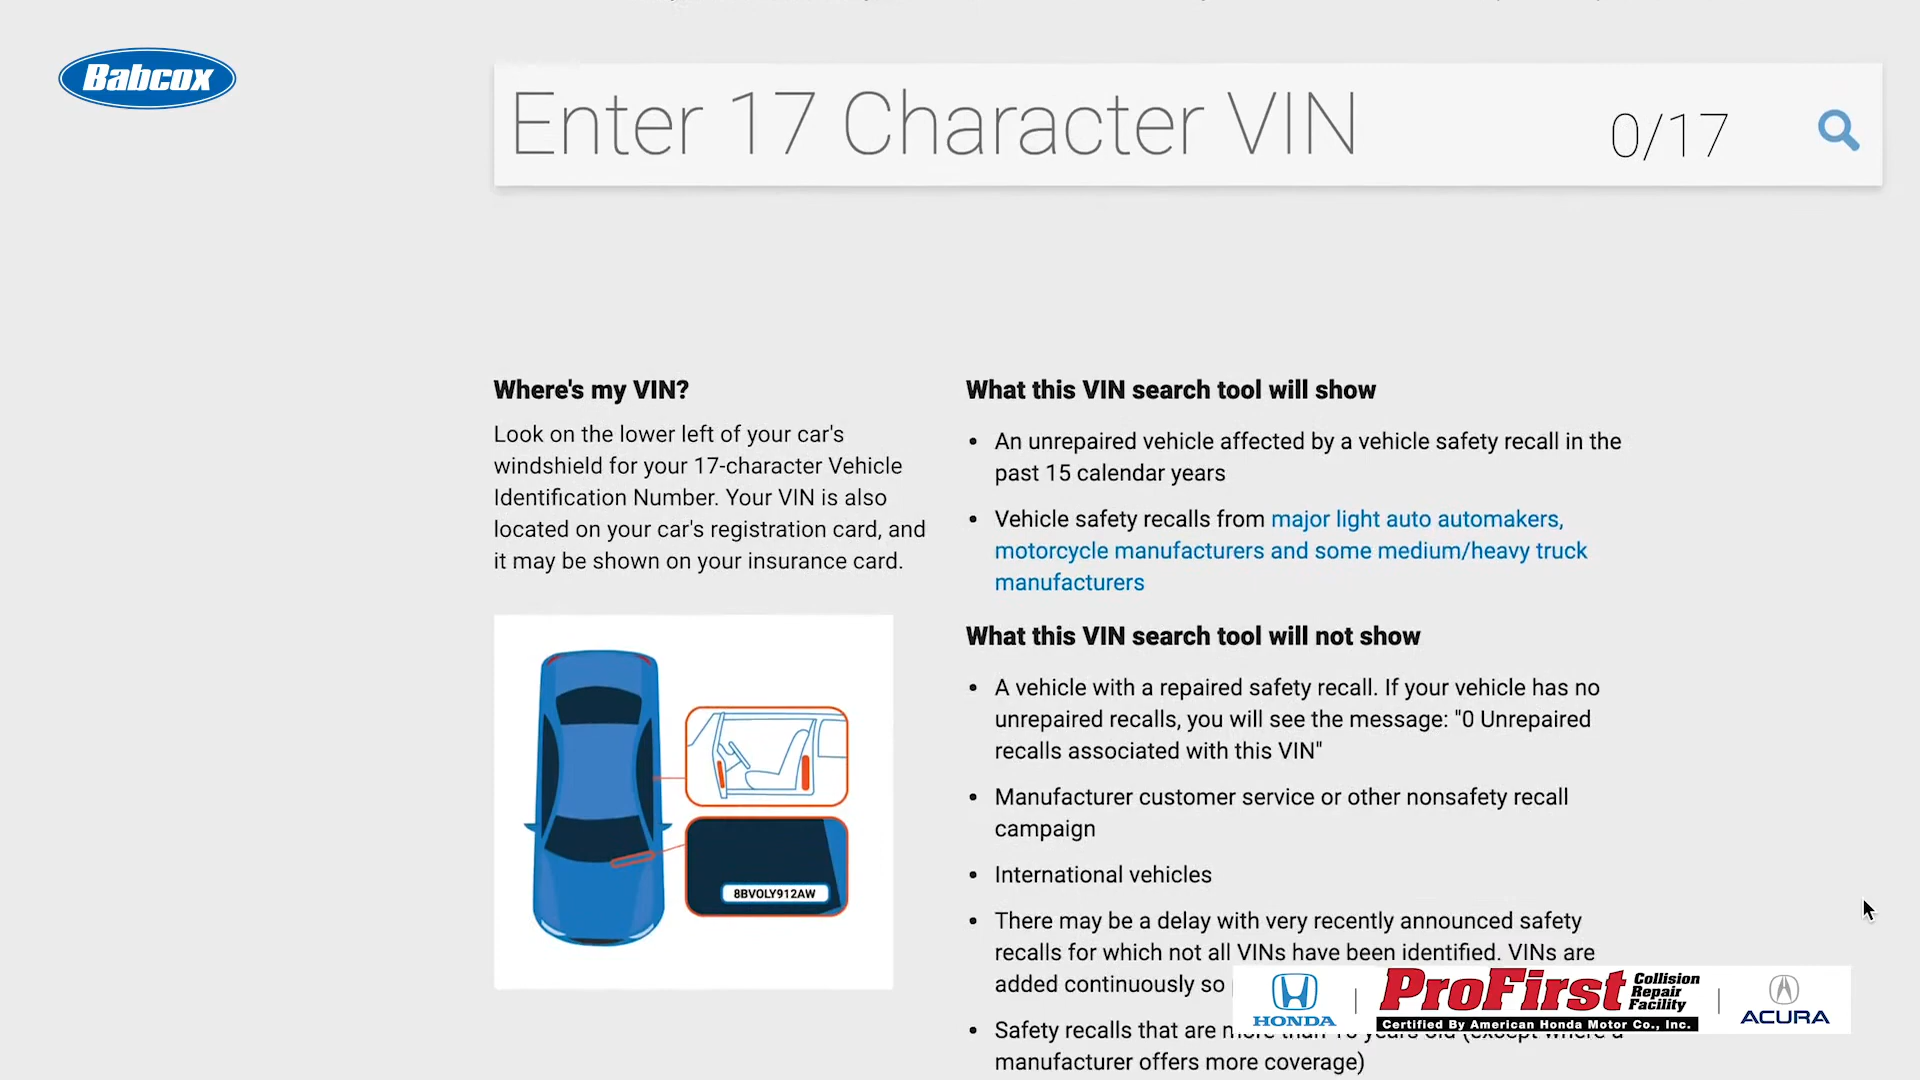 Babcox
Enter 17 Character VIN
0/17
Where's my VIN?
Look on the lower left of your car's
windshield for your 17-character Vehicle
Identification Number. Your VIN is also
located on your car's registration card, and
it may be shown on your insurance card.
8BVOLY912AW
What this VIN search tool will show
• An unrepaired vehicle affected by a vehicle safety recall in the
past 15 calendar years
• Vehicle safety recalls from major light auto automakers,
motorcycle manufacturers and some medium/heavy truck
manufacturers
What this VIN search tool will not show
• A vehicle with a repaired safety recall. If your vehicle has no
unrepaired recalls, you will see the message: "0 Unrepaired
recalls associated with this VIN"
• Manufacturer customer service or other nonsafety recall
campaign
• International vehicles
• There may be a delay with very recently announced safety
recalls for which not all VINs have been identified. VINs are
added continuously so
• Safety recalls that are more than years old (except where a
manufacturer offers more coverage)
HONDA
ProFirst
Collision
Repair
Facility
Certified By American Honda Motor Co., Inc.
ACURA